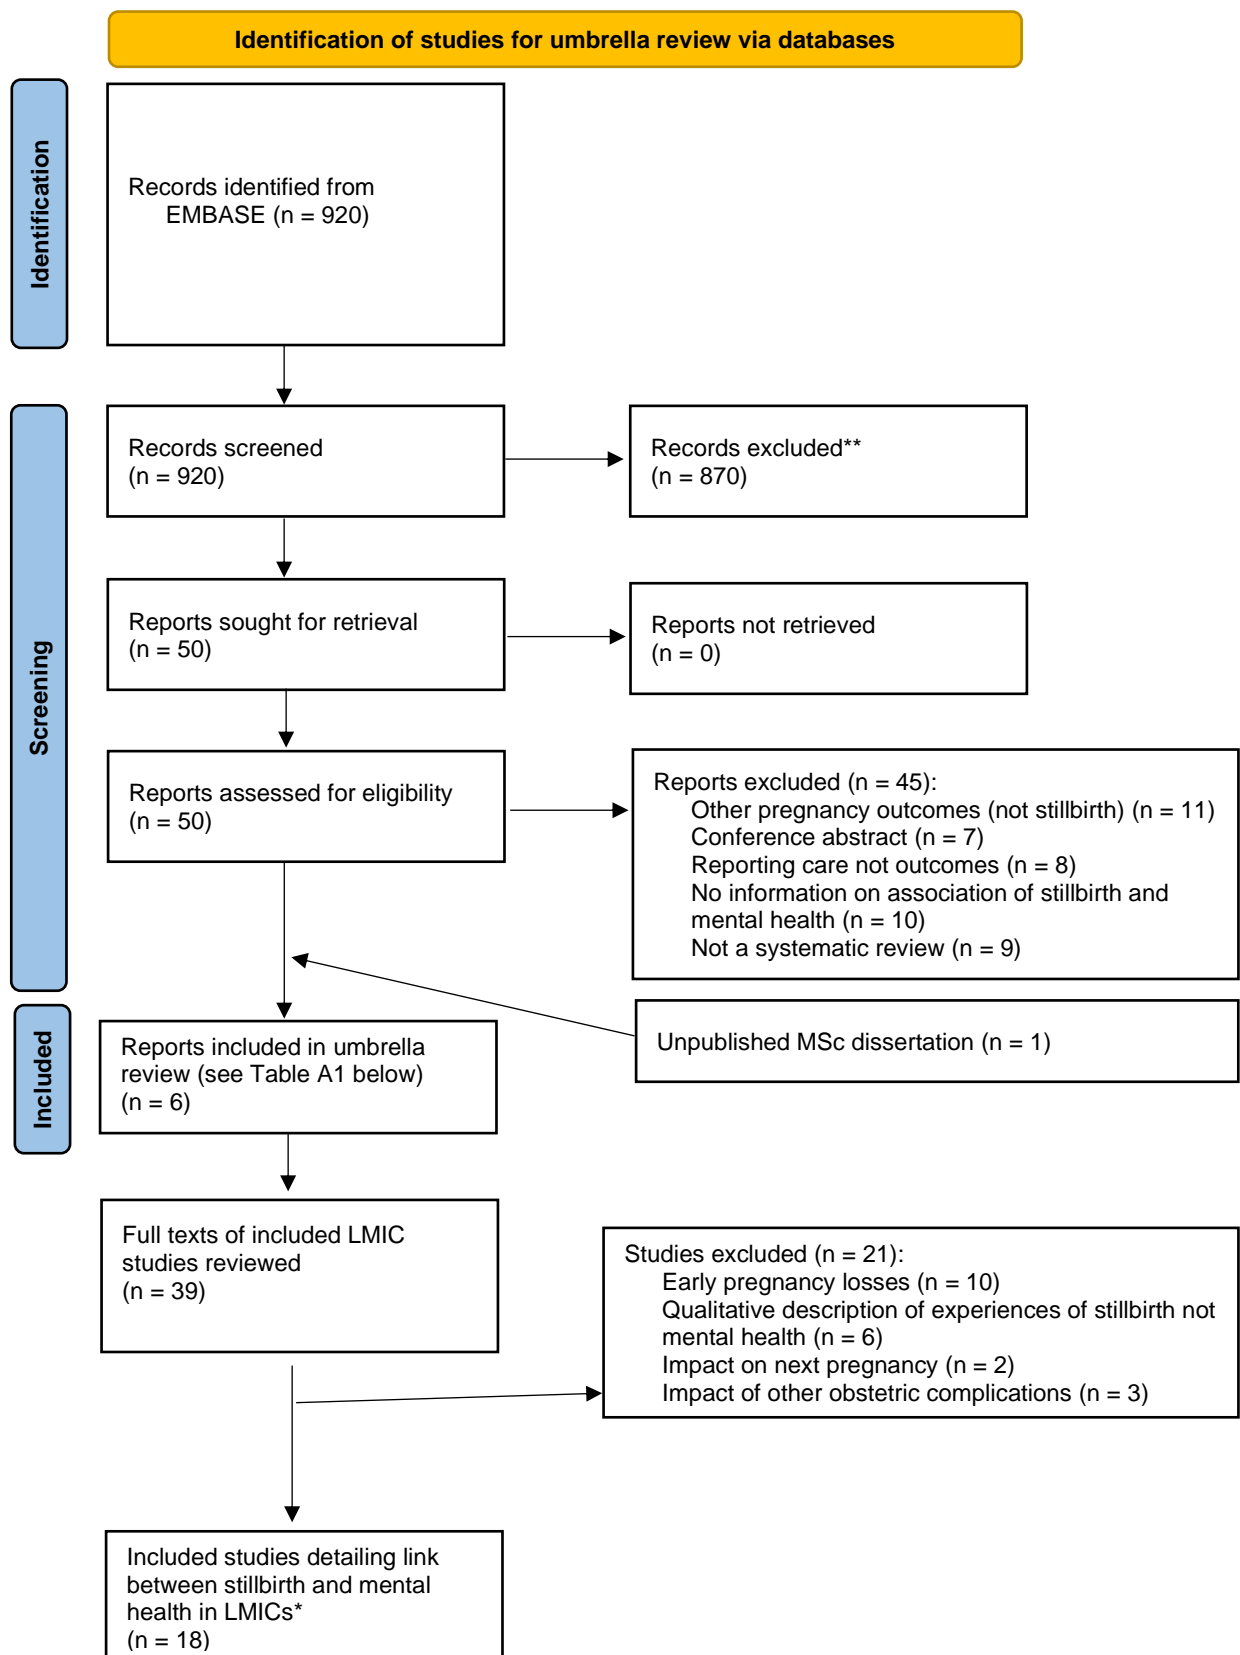 Identification of studies for umbrella review via databases
Identification
Records identified from
EMBASE (n = 920)
Screening
Records screened
(n = 920)
Records excluded**
(n = 870)
Reports sought for retrieval
(n = 50)
Reports not retrieved
(n = 0)
Reports assessed for eligibility
(n = 50)
Reports excluded (n = 45):
Other pregnancy outcomes (not stillbirth) (n = 11)
Conference abstract (n = 7)
Reporting care not outcomes (n = 8)
No information on association of stillbirth and
mental health (n = 10)
Not a systematic review (n = 9)
Included
Reports included in umbrella
review (see Table A1 below)
(n = 6)
Unpublished MSc dissertation (n = 1)
Full texts of included LMIC
studies reviewed
(n = 39)
Studies excluded (n = 21):
Early pregnancy losses (n = 10)
Qualitative description of experiences of stillbirth not
mental health (n = 6)
Impact on next pregnancy (n = 2)
Impact of other obstetric complications (n = 3)
Included studies detailing link
between stillbirth and mental
health in LMICs*
(n = 18)